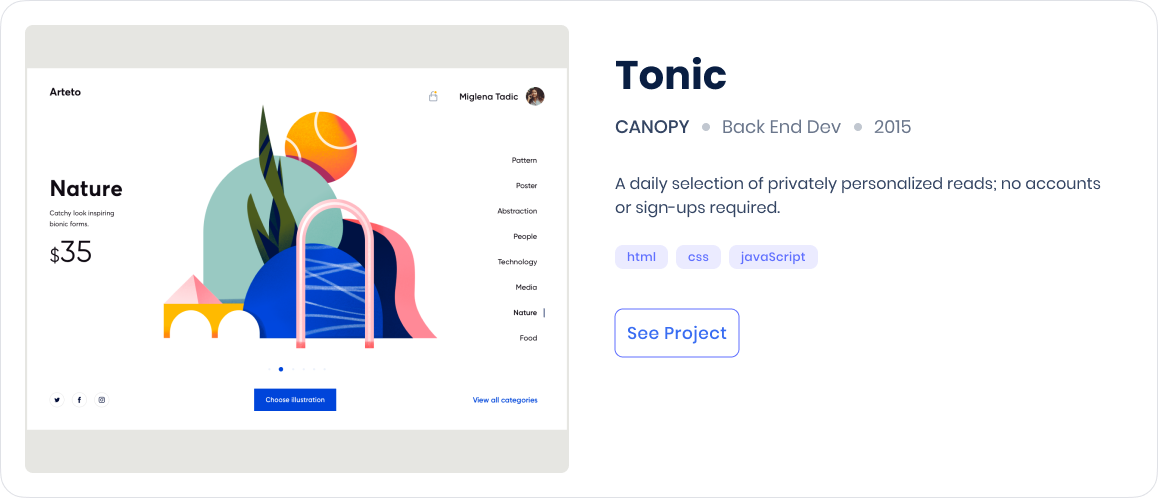 Arteto
Miglena Tadic
Nature
Catchy look inspiring
bionic forms.
$35
Pattern
Poster
Abstraction
People
Technology
Media
Nature
Food
Choose illustration
View all categories
Tonic
CANOPY Back End Dev 2015
A daily selection of privately personalized reads; no accounts
or sign-ups required.
html css javaScript
See Project